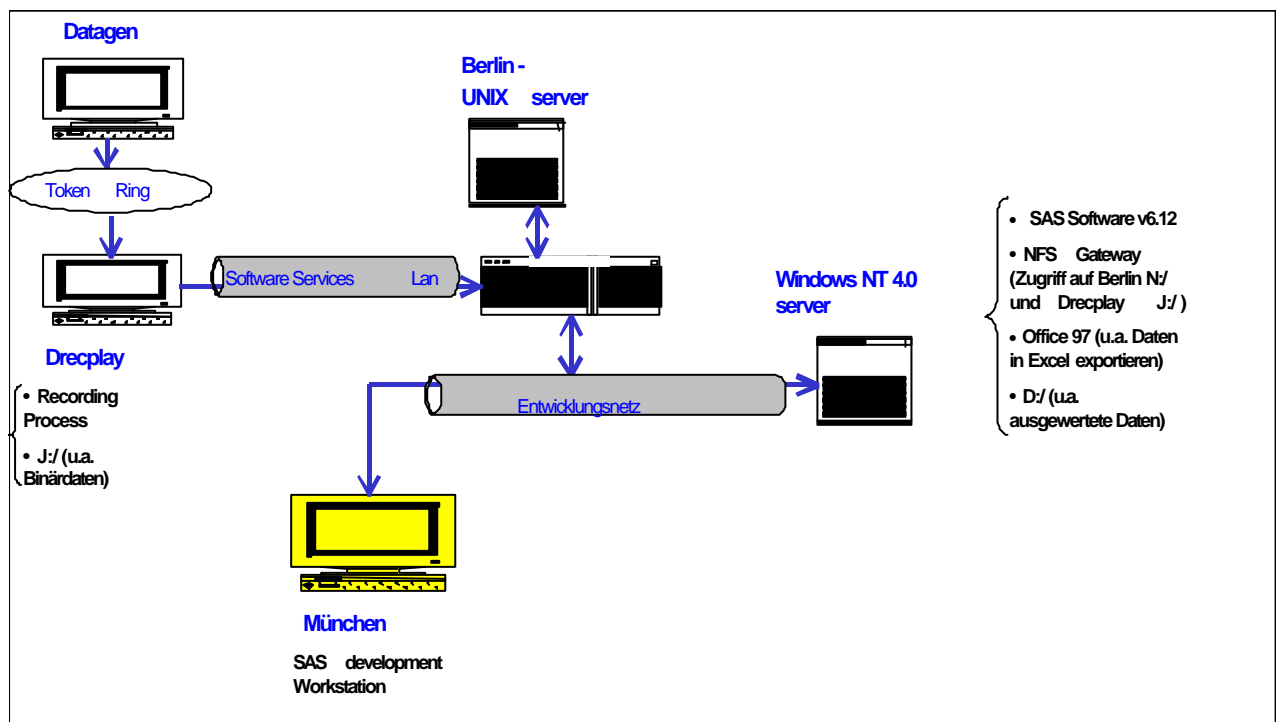 Datagen
Berlin -
UNIX server
Token Ring
Software Services Lan
Windows NT 4.0
server
• SAS Software v6.12
• NFS Gateway
(Zugriff auf Berlin N:/
und Drecplay J:/ )
• Office 97 (u.a. Daten
in Excel exportieren)
• D:/ (u.a.
ausgewertete Daten)
Drecplay
• Recording
Process
• J:/ (u.a.
Binärdaten)
Entwicklungsnetz
München
SAS development
Workstation